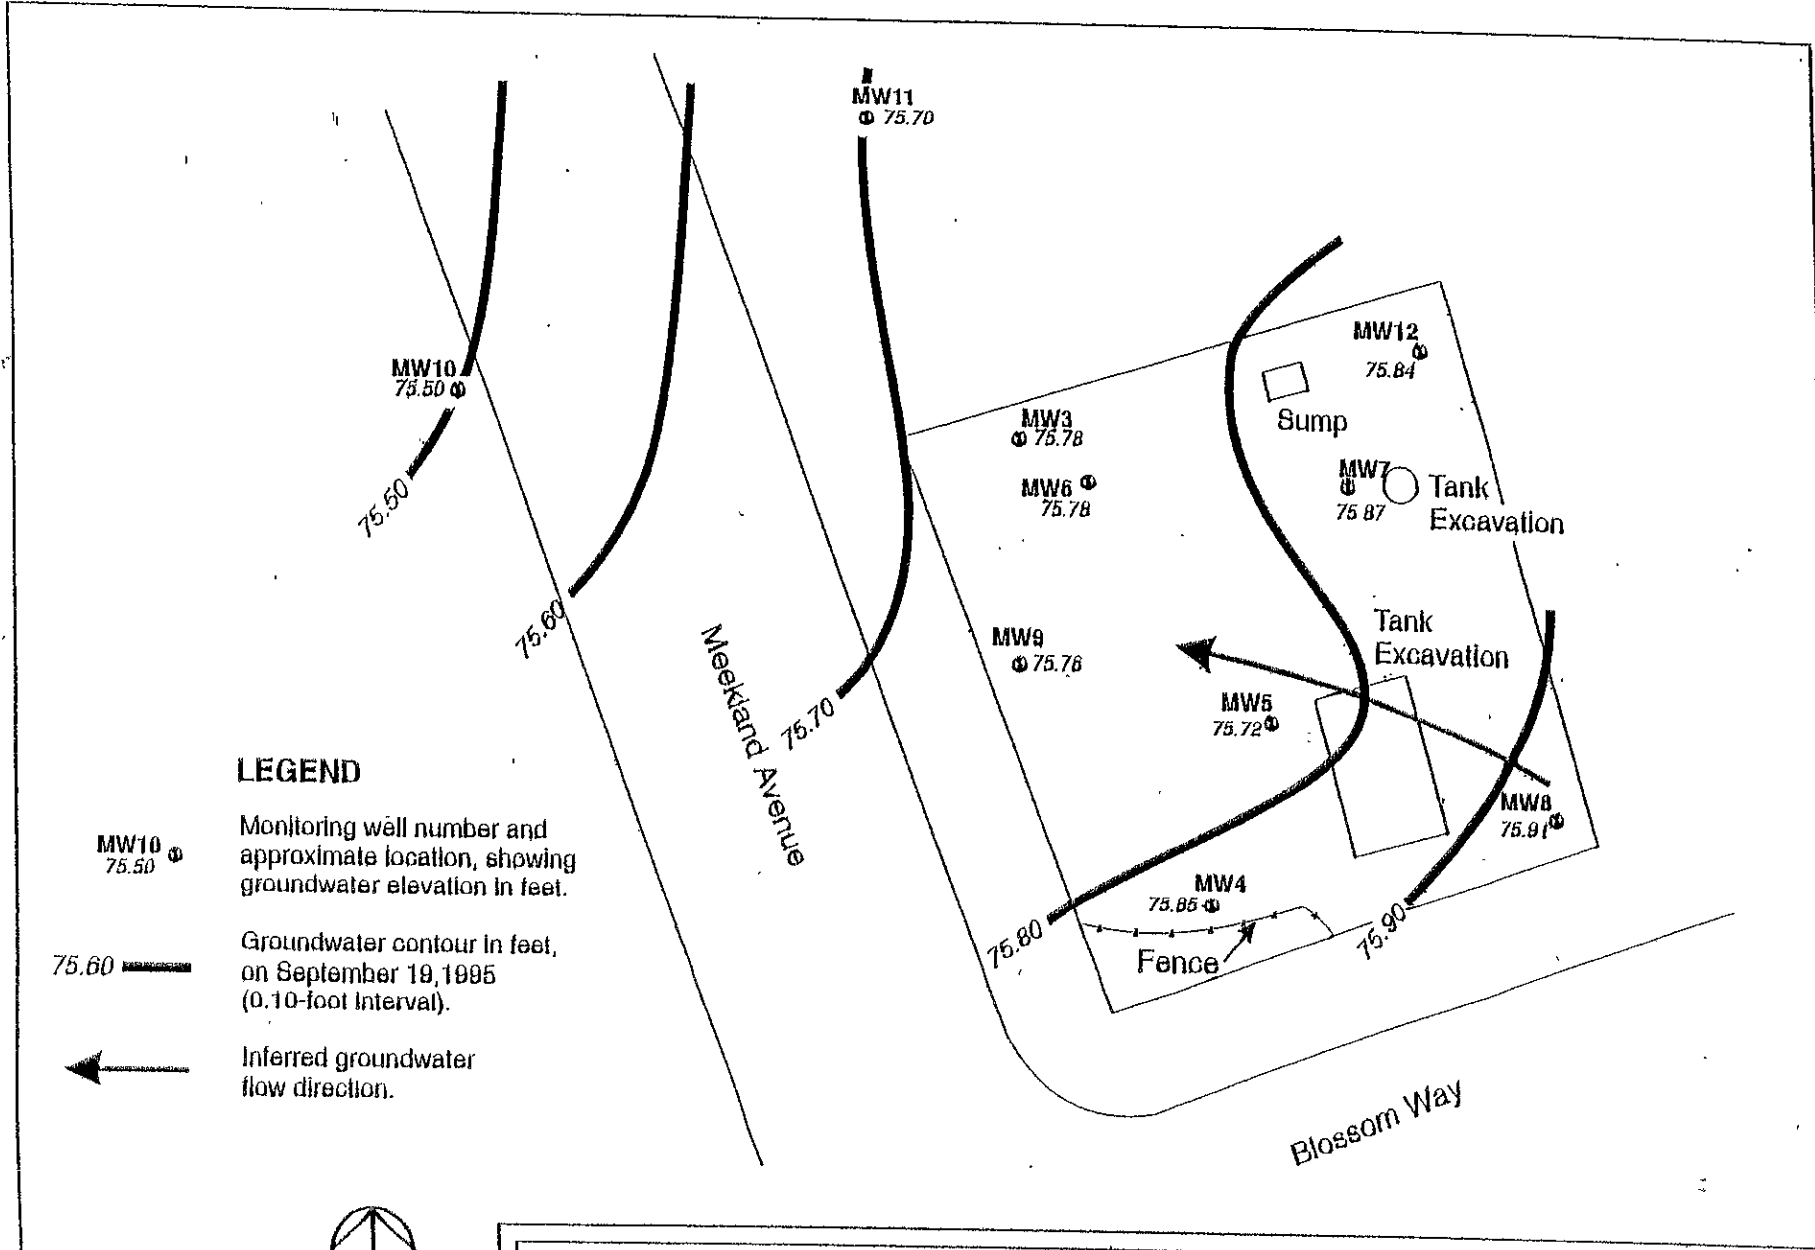 MW11
75.70
MW10
75.50
75.50
75.60
75.70
MW12
75.84
Sump
MW3
75.78
MW6
75.78
MW7
75 87
Tank
Excavation
MW9
75.76
Tank
Excavation
MW5
75.72
MW8
75.91
MW4
75.85
Fence
75.80
75.90
Meekland Avenue
Blossom Way
LEGEND
MW10
75.50
Monitoring well number and
approximate location, showing
groundwater elevation in feet.
75.60
Groundwater contour in feet,
on September 19,1995
(0.10-foot interval).
Inferred groundwater
flow direction.